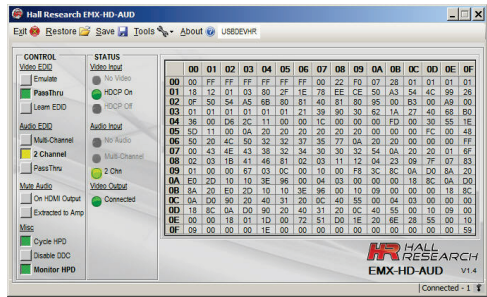 Hall Research EMX-HD-AUD
Exit Restore Save Tools About USBDEVHR
CONTROL STATUS
Video EDID Video Input
Emulate No Video
PassThru HDCP On
Learn EDID HDCP Off
Audio EDID Audio Input
Multi-Channel No Audio
2 Channel Multi-Channel
PassThru 2 Chn
Mute Audio Video Output
On HDMI Output Connected
Extracted to Amp
Misc
Cycle HPD
Disable DDC
Monitor HPD
00 01 02 03 04 05 06 07 08 09 0A 0B 0C 0D 0E 0F
00 00 FF FF FF FF FF FF 00 22 F0 07 28 01 01 01 01
01 18 12 01 03 80 2F 1E 78 EE CE 50 A3 54 4C 99 26
02 0F 50 54 A5 6B 80 81 40 81 80 95 00 B3 00 A9 00
03 01 01 01 01 01 01 21 39 90 30 62 1A 27 40 68 B0
04 36 00 D6 2C 11 00 00 1C 00 00 00 FD 00 30 55 1E
05 5D 11 00 0A 20 20 20 20 20 20 00 00 00 FC 00 48
06 50 20 4C 50 32 32 37 35 77 0A 20 20 00 00 00 FF
07 00 43 4E 43 38 32 34 30 30 32 54 0A 20 20 01 6F
08 02 03 1B 41 46 81 02 03 11 12 04 23 09 7F 07 83
09 01 00 00 67 03 0C 00 10 00 F8 3C 8C 0A D0 8A 20
0A E0 2D 10 10 3E 96 00 04 03 00 00 00 18 8C 0A D0
0B 8A 20 E0 2D 10 10 3E 96 00 10 09 00 00 00 18 8C
0C 0A D0 90 20 40 31 20 0C 40 55 00 04 03 00 00 00
0D 18 8C 0A D0 90 20 40 31 20 0C 40 55 00 10 09 00
0E 00 00 18 01 1D 00 72 51 D0 1E 20 6E 28 55 00 10
0F 09 00 00 00 1E 00 00 00 00 00 00 00 00 00 00 59
HR HALL
RESEARCH
EMX-HD-AUD V1.4
Connected - 1